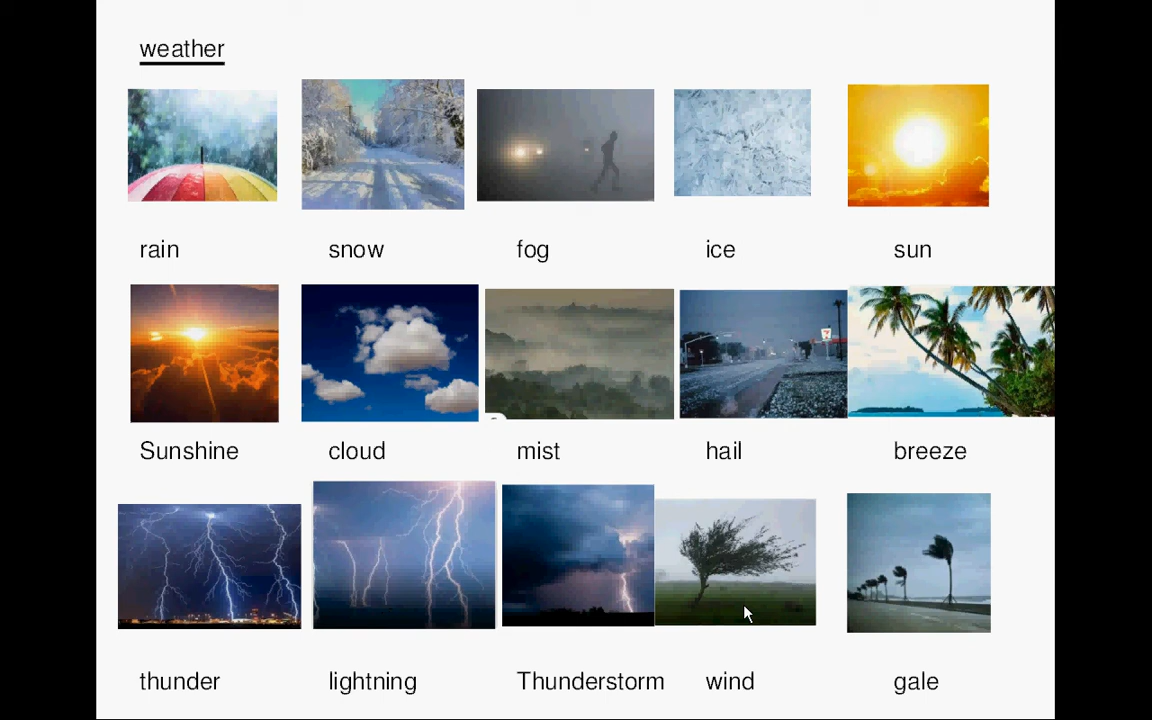 weather
rain snow fog ice sun
Sunshine cloud mist hail breeze
thunder lightning Thunderstorm wind gale